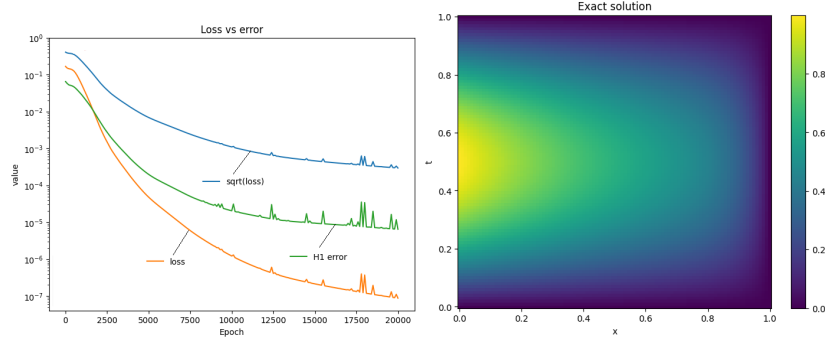 Loss vs error
10⁰
10⁻¹
10⁻²
10⁻³
10⁻⁴
10⁻⁵
10⁻⁶
10⁻⁷
value
sqrt(loss)
loss
H1 error
0 2500 5000 7500 10000 12500 15000 17500 20000
Epoch
Exact solution
1.0
0.8
0.6
0.4
0.2
0.0
t
0.0 0.2 0.4 0.6 0.8 1.0
x
0.8
0.6
0.4
0.2
0.0